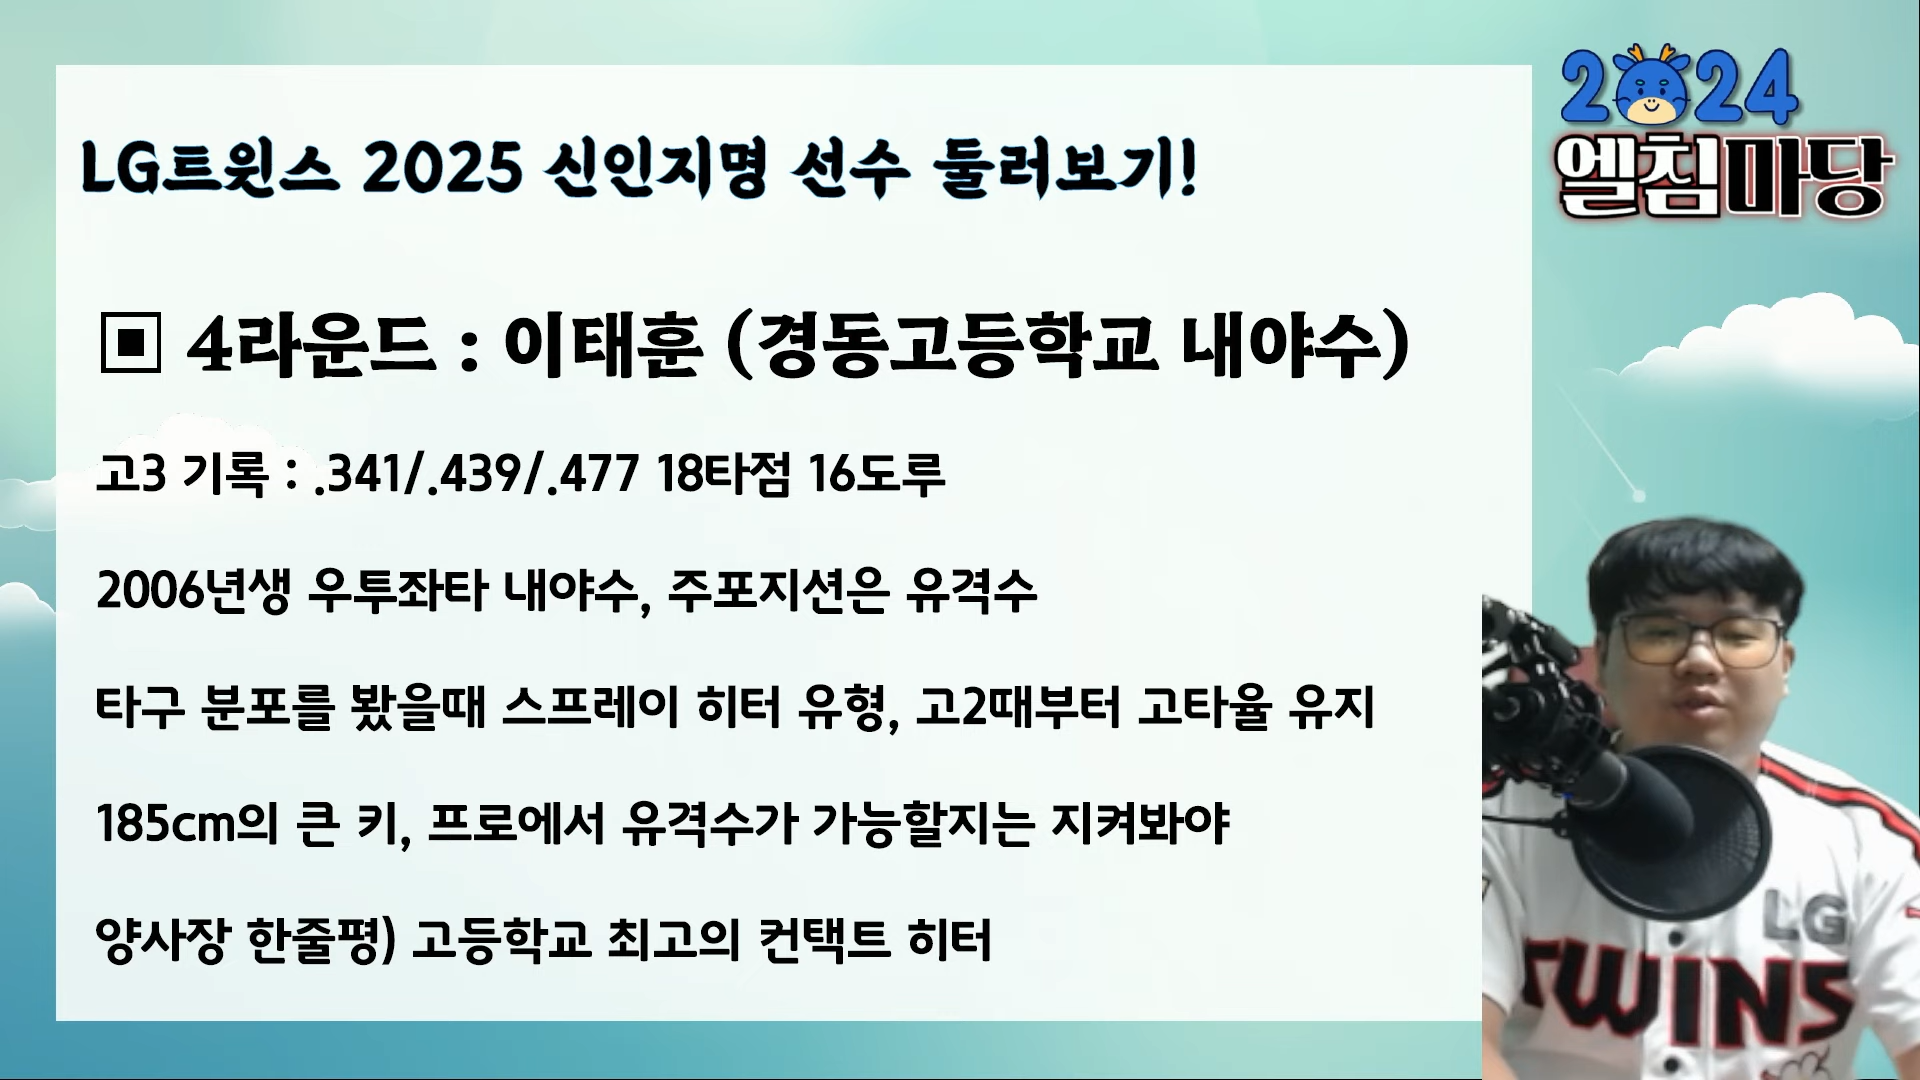 LG트윗스 2025 신인지명 선수 둘러보기!
▣ 4라운드 : 이태훈 (경동고등학교 내야수)
고3 기록 : .341/.439/.477 18타점 16도루
2006년생 우투좌타 내야수, 주포지션은 유격수
타구 분포를 봤을때 스프레이 히터 유형, 고2때부터 고타율 유지
185cm의 큰 키, 프로에서 유격수가 가능할지는 지켜봐야
양사장 한줄평) 고등학교 최고의 컨택트 히터
2024
엘침마당
LG
TWINS